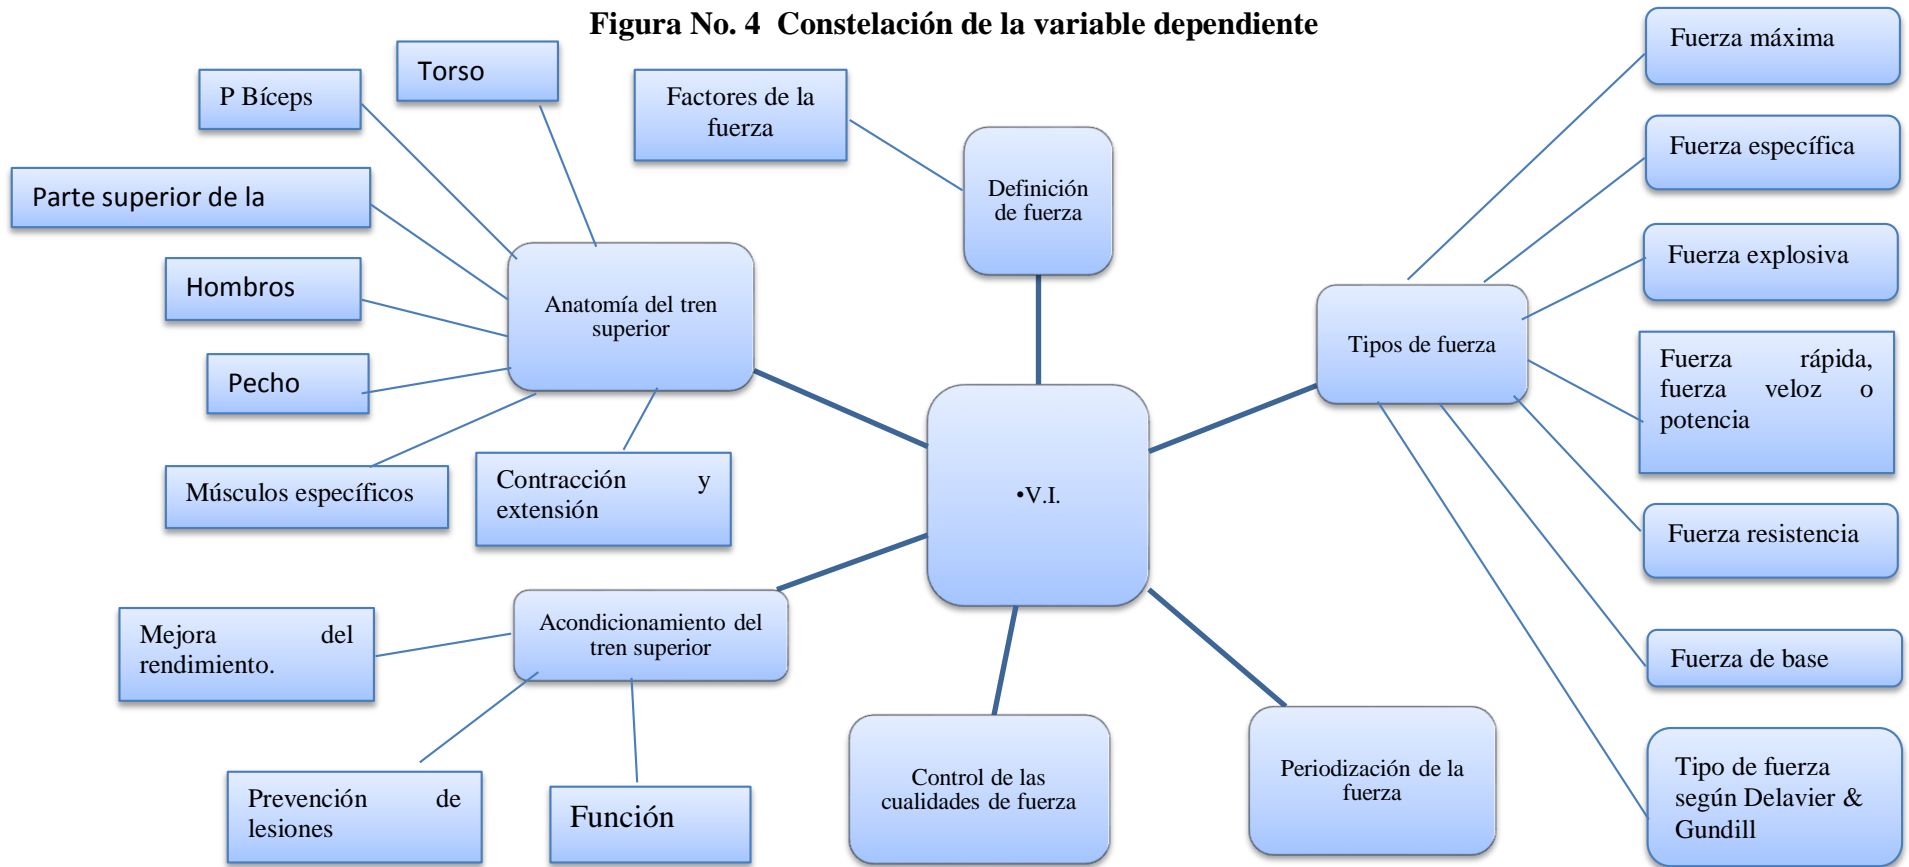 Figura No. 4 Constelación de la variable dependiente
Torso
P Bíceps
Parte superior de la
Hombros
Pecho
Músculos específicos
Contracción y
extensión
Anatomía del tren
superior
Factores de la
fuerza
Definición
de fuerza
Fuerza máxima
Fuerza específica
Fuerza explosiva
Fuerza rápida,
fuerza veloz o
potencia
Fuerza resistencia
Fuerza de base
Tipo de fuerza
según Delavier &
Gundill
Tipos de fuerza
•V.I.
Acondicionamiento del
tren superior
Mejora del
rendimiento.
Prevención de
lesiones
Función
Control de las
cualidades de fuerza
Periodización de la
fuerza